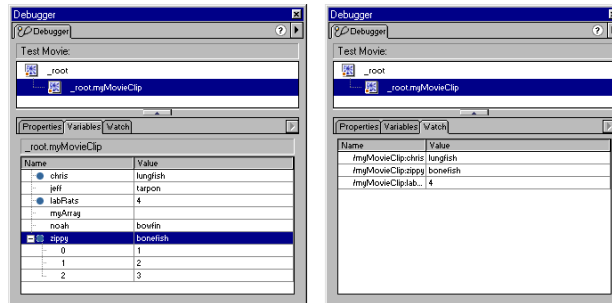 Debugger
Debugger
?
Test Movie:
_root
_root.myMovieClip
Properties Variables Watch
_root.myMovieClip
Name Value
chris lungfish
jeff tarpon
labRats 4
myArray
noah bowfin
zippy bonefish
0 1
1 2
2 3
Debugger
Debugger
?
Test Movie:
_root
_root.myMovieClip
Properties Variables Watch
Name Value
/myMovieClip:chris lungfish
/myMovieClip:zippy bonefish
/myMovieClip:lab... 4